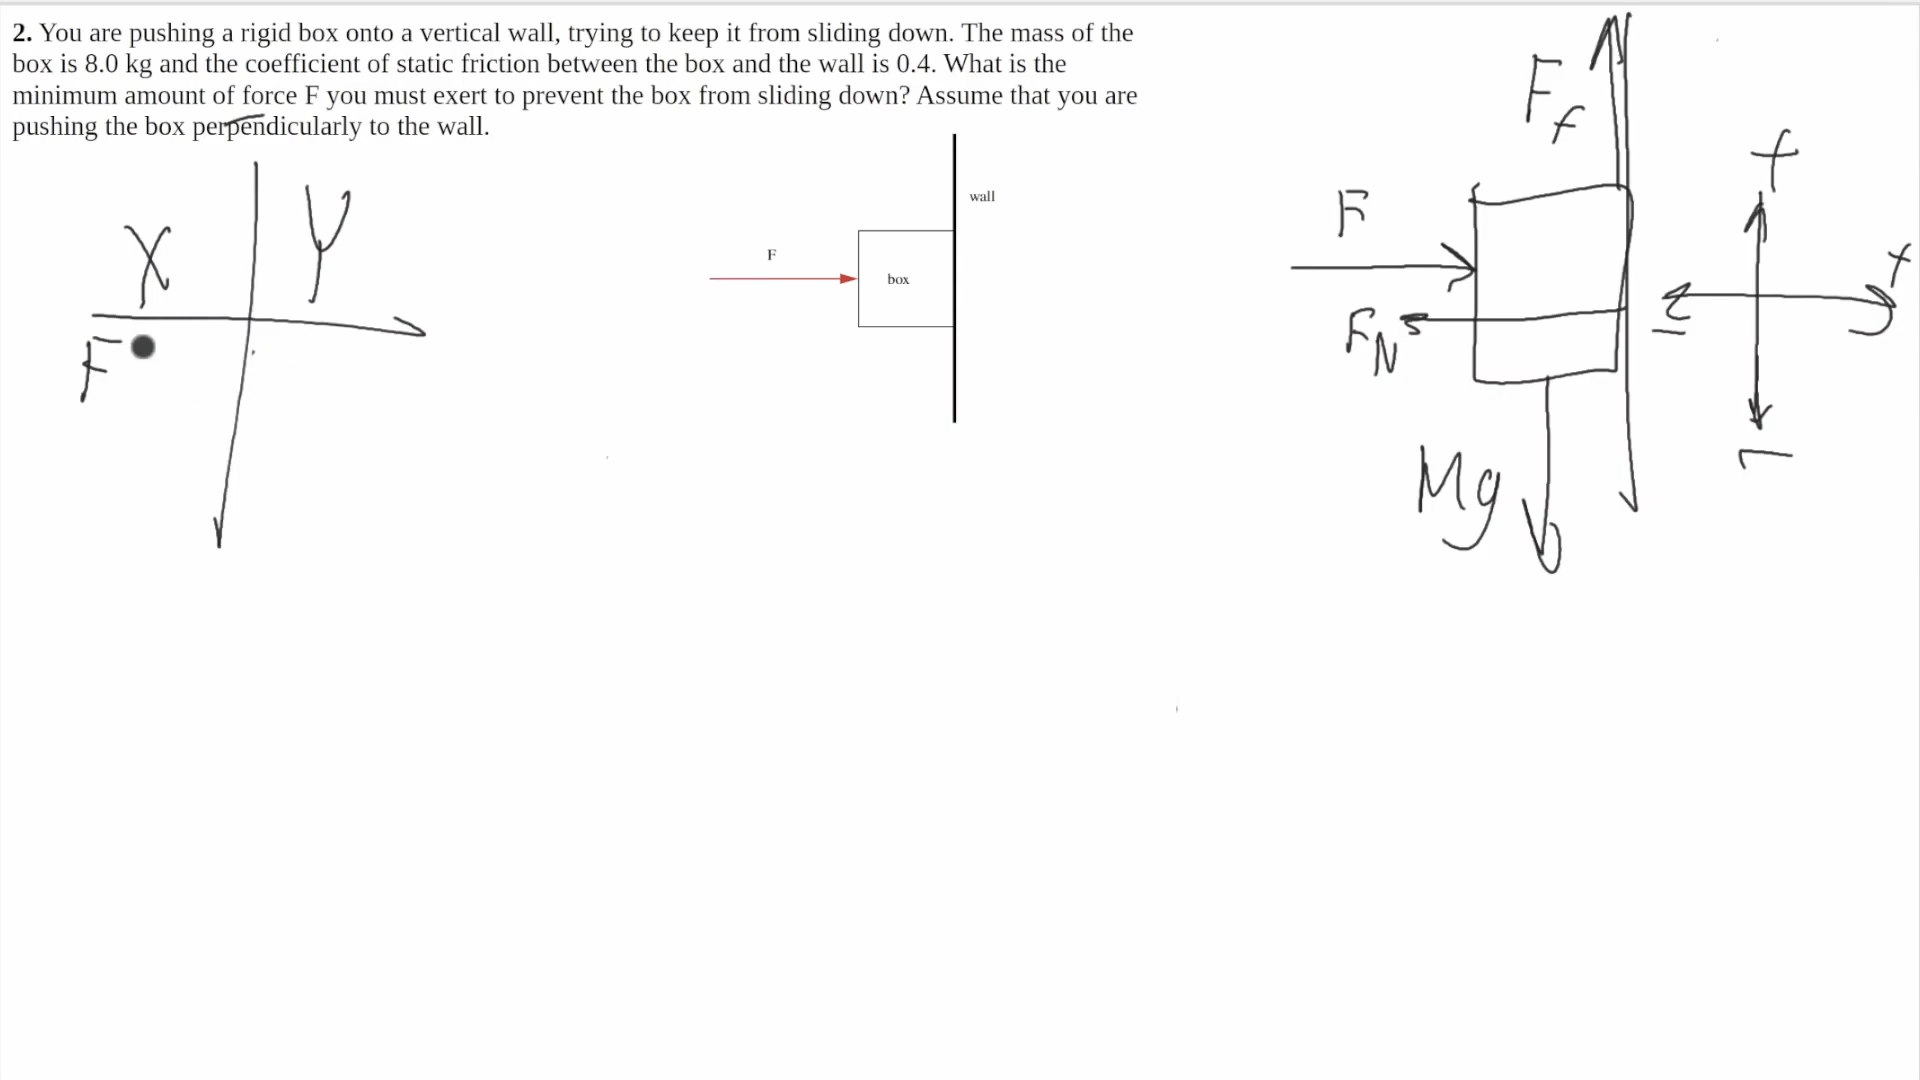 2. You are pushing a rigid box onto a vertical wall, trying to keep it from sliding down. The mass of the
box is 8.0 kg and the coefficient of static friction between the box and the wall is 0.4. What is the
minimum amount of force F you must exert to prevent the box from sliding down? Assume that you are
pushing the box perpendicularly to the wall.
X Y
F
wall
F
box
F_f
F
F_N
Mg
+
+
-
-